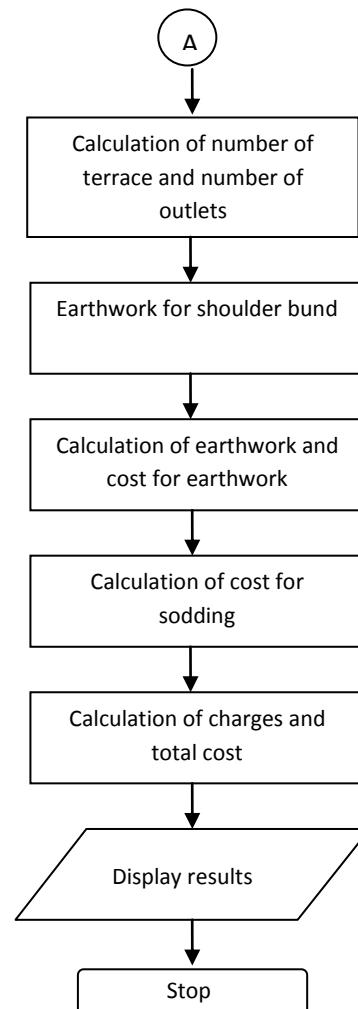 A
Calculation of number of
terrace and number of
outlets
Earthwork for shoulder bund
Calculation of earthwork and
cost for earthwork
Calculation of cost for
sodding
Calculation of charges and
total cost
Display results
Stop